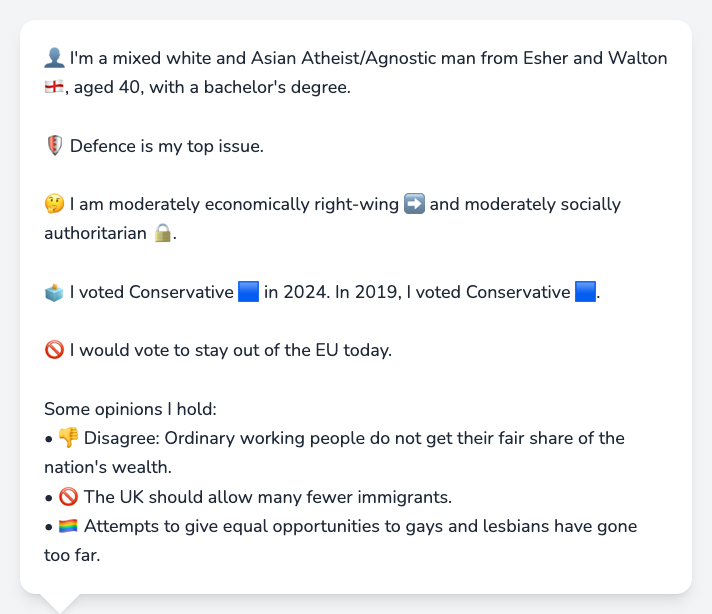 👤 I'm a mixed white and Asian Atheist/Agnostic man from Esher and Walton
🏴󠁧󠁢󠁥󠁮󠁧󠁿, aged 40, with a bachelor's degree.
🛡️ Defence is my top issue.
🤔 I am moderately economically right-wing ➡️ and moderately socially
authoritarian 🔒.
🗳️ I voted Conservative 🟦 in 2024. In 2019, I voted Conservative 🟦.
🚫 I would vote to stay out of the EU today.
Some opinions I hold:
• 👎 Disagree: Ordinary working people do not get their fair share of the
nation's wealth.
• 🚫 The UK should allow many fewer immigrants.
• 🏳️‍🌈 Attempts to give equal opportunities to gays and lesbians have gone
too far.